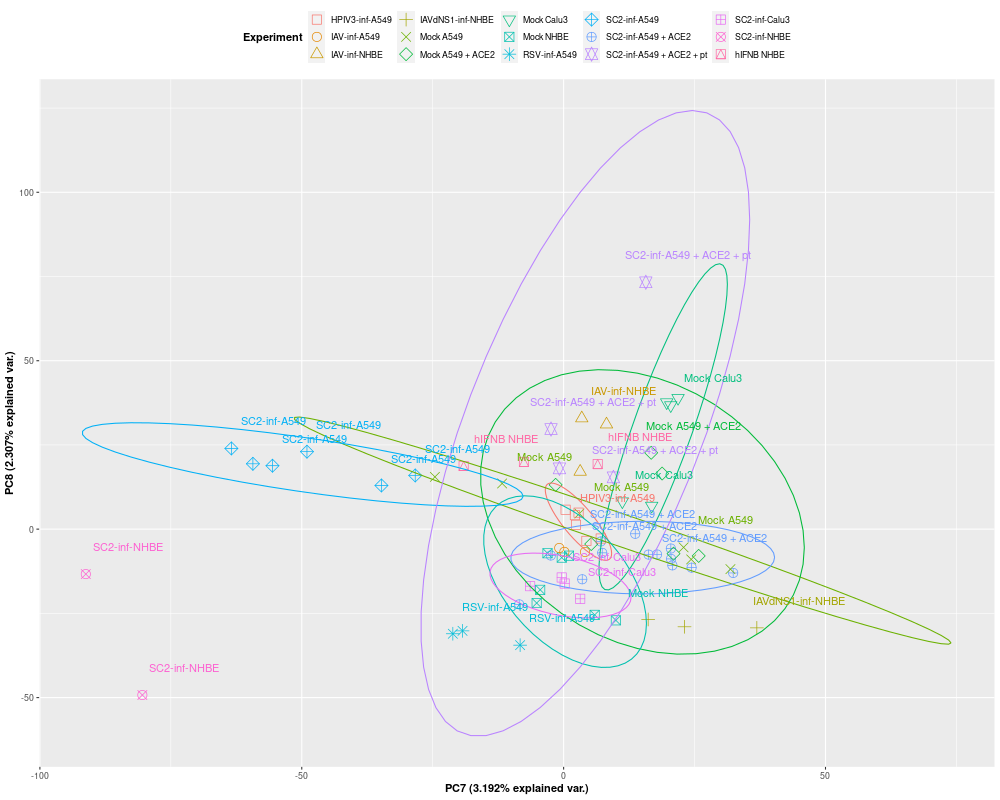 HPIV3-inf-A549 IAVdNS1-inf-NHBE Mock Calu3 SC2-inf-A549 SC2-inf-Calu3
Experiment IAV-inf-A549 Mock A549 Mock NHBE SC2-inf-A549 + ACE2 SC2-inf-NHBE
IAV-inf-NHBE Mock A549 + ACE2 RSV-inf-A549 SC2-inf-A549 + ACE2 + pt hIFNB NHBE
100
SC2-inf-A549 + ACE2 + pt
50
Mock Calu3
IAV-inf-NHBE
SC2-inf-A549 + ACE2 + pt
SC2-inf-A549 SC2-inf-A549
Mock A549 + ACE2
SC2-inf-A549 hIFNB NHBE hIFNB NHBE
SC2-inf-A549 SC2-inf-A549 + ACE2 + pt
SC2-inf-A549 Mock A549
Mock Calu3
Mock A549
HPIV3-inf-A549
SC2-inf-A549 + ACE2
Mock A549
SC2-inf-A549 + ACE2
0
SC2-inf-A549 + ACE2
SC2-inf-NHBE
SC2-inf-Calu3
SC2-inf-Calu3
Mock NHBE
IAVdNS1-inf-NHBE
RSV-inf-A549
RSV-inf-A549
SC2-inf-NHBE
-50
-100 -50 0 50
PC7 (3.192% explained var.)
PC8 (2.307% explained var.)